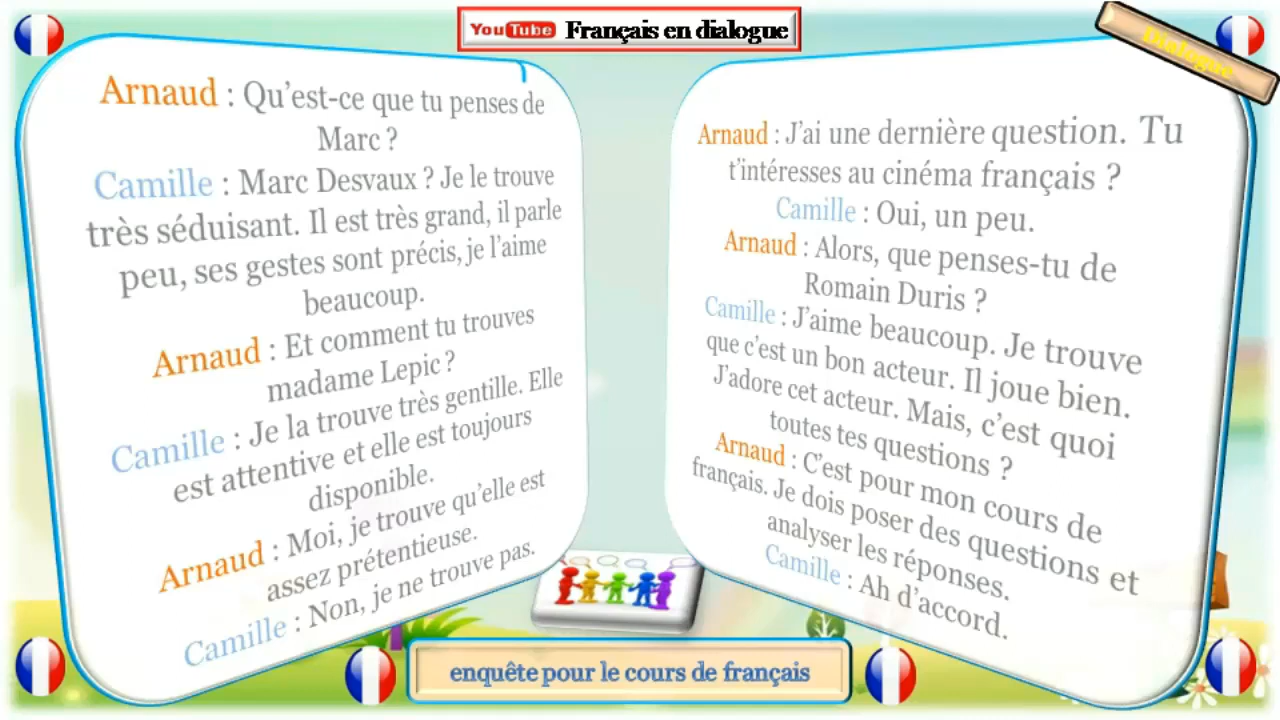 YouTube Français en dialogue
Dialogue
Arnaud : Qu’est-ce que tu penses de
Marc ?
Camille : Marc Desvaux ? Je le trouve
très séduisant. Il est très grand, il parle
peu, ses gestes sont précis, je l’aime
beaucoup.
Arnaud : Et comment tu trouves
madame Lepic ?
Camille : Je la trouve très gentille. Elle
est attentive et elle est toujours
disponible.
Arnaud : Moi, je trouve qu’elle est
assez prétentieuse.
Camille : Non, je ne trouve pas.
Arnaud : J’ai une dernière question. Tu
t’intéresses au cinéma français ?
Camille : Oui, un peu.
Arnaud : Alors, que penses-tu de
Romain Duris ?
Camille : J’aime beaucoup. Je trouve
que c’est un bon acteur. Il joue bien.
J’adore cet acteur. Mais, c’est quoi
toutes tes questions ?
Arnaud : C’est pour mon cours de
français. Je dois poser des questions et
analyser les réponses.
Camille : Ah d’accord.
enquête pour le cours de français